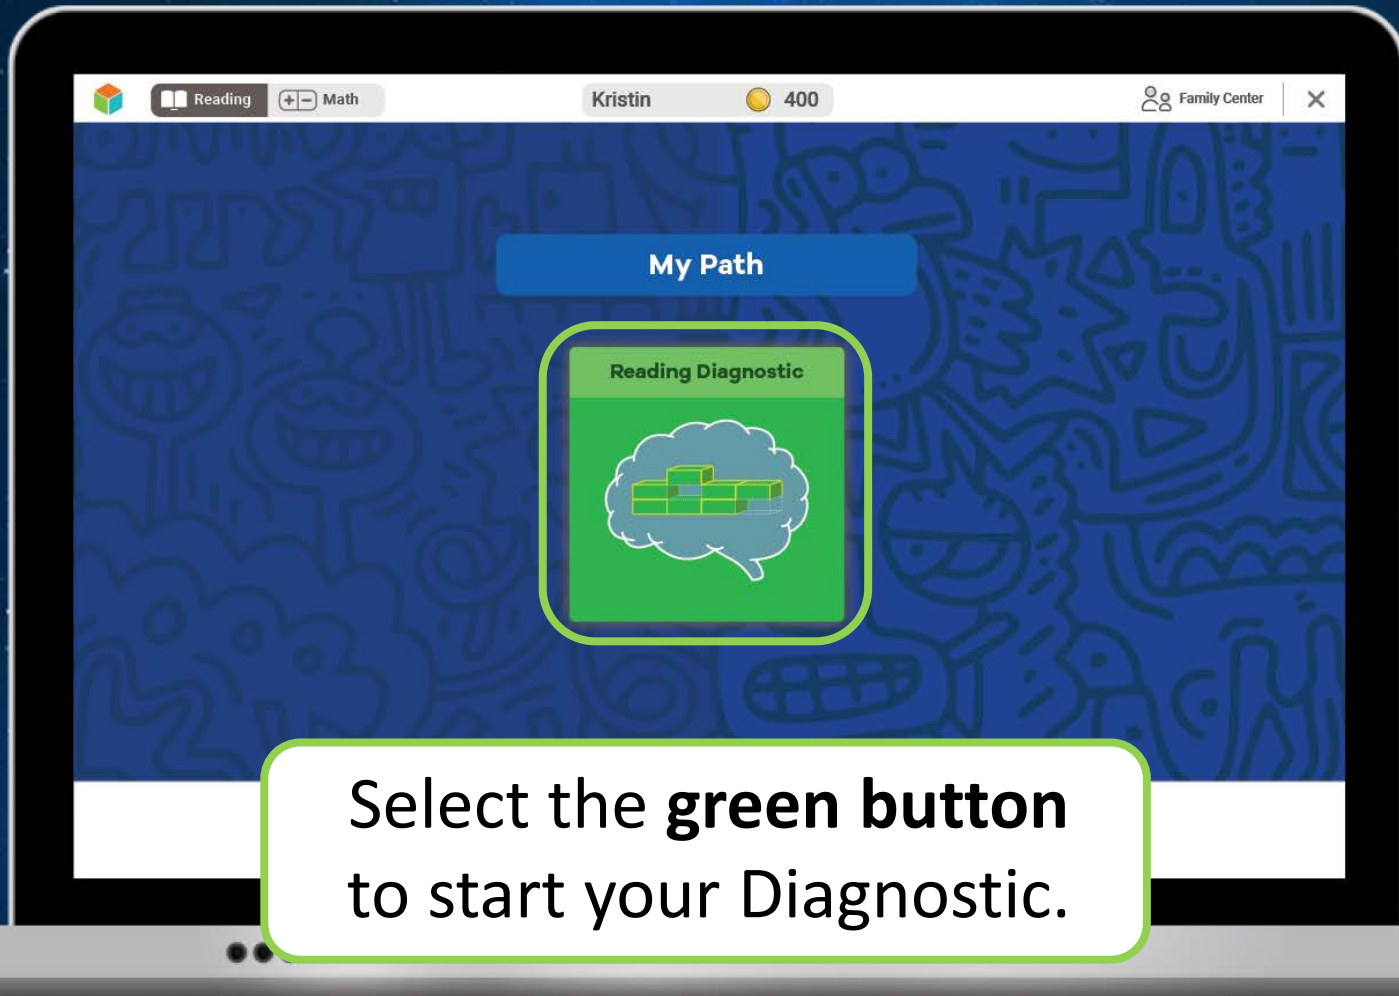 Reading
Math
Kristin
400
Family Center
My Path
Reading Diagnostic
Select the green button
to start your Diagnostic.